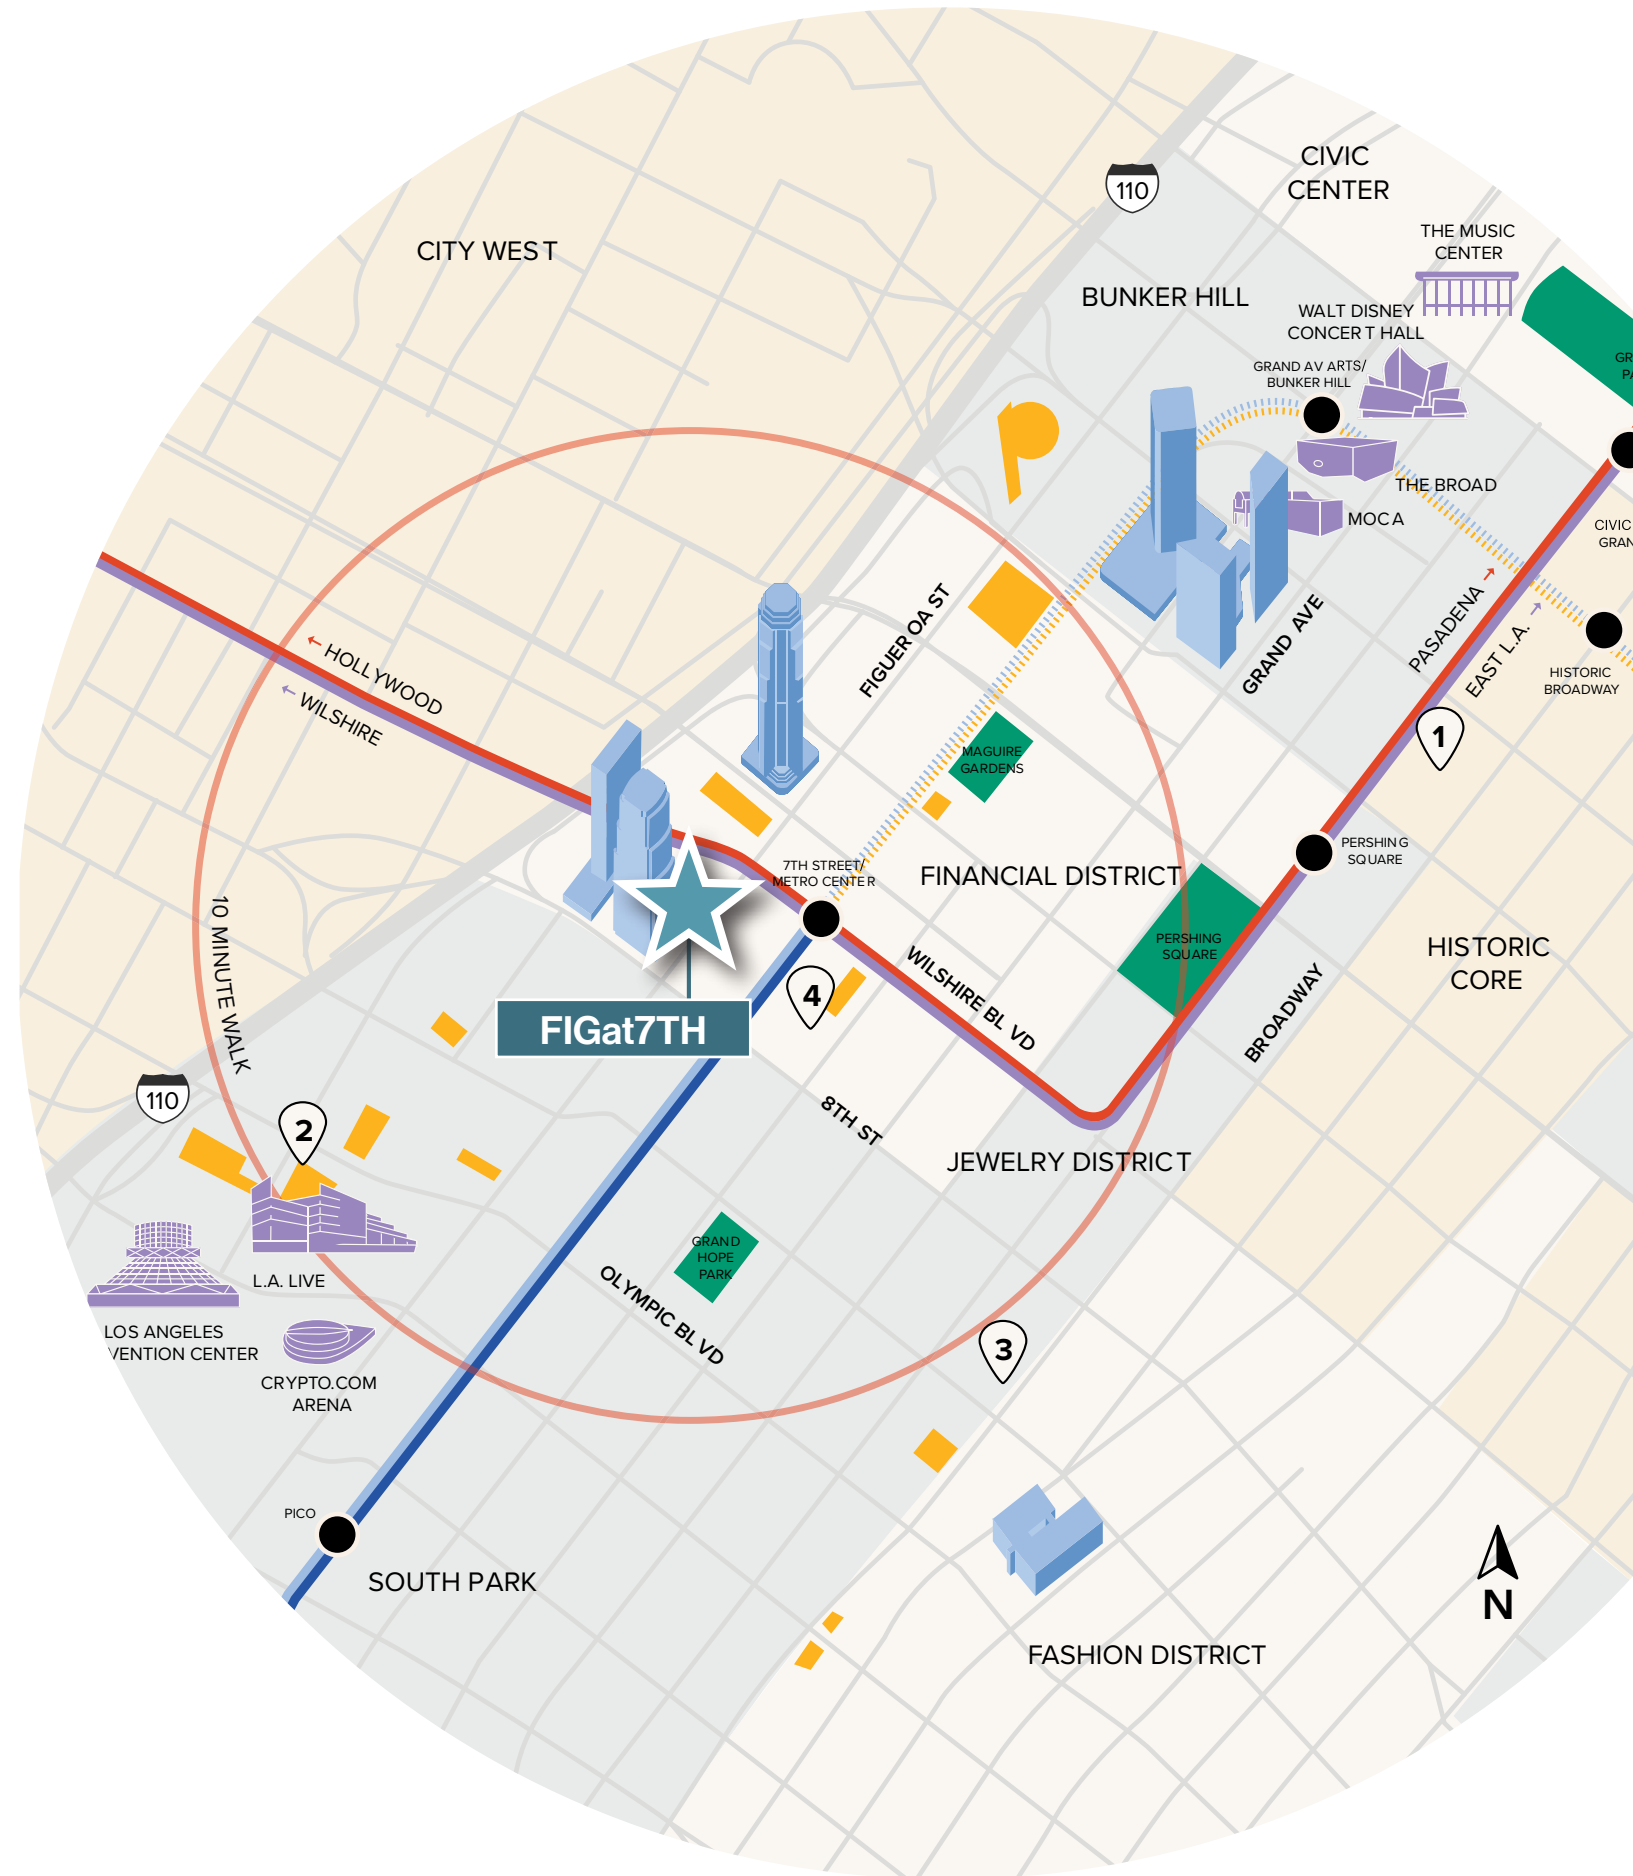 CIVIC
CENTER
110
THE MUSIC
CENTER
CITY WEST
BUNKER HILL
WALT DISNEY
CONCERT HALL
GRAND AV ARTS/
BUNKER HILL
THE BROAD
MOCA
CIVIC
FIGUEROA ST
GRAND AVE
PASADENA
EAST L.A.
HISTORIC
BROADWAY
HOLLYWOOD
WILSHIRE
1
MAGUIRE
GARDENS
PERSHING
SQUARE
7TH STREET/
METRO CENTER
FINANCIAL DISTRICT
10 MINUTE WALK
PERSHING
SQUARE
HISTORIC
CORE
WILSHIRE BLVD
BROADWAY
4
FIGat7TH
110
2
8TH ST
JEWELRY DISTRICT
GRAND
HOPE
PARK
L.A. LIVE
OLYMPIC BLVD
LOS ANGELES
VENTION CENTER
3
CRYPTO.COM
ARENA
PICO
SOUTH PARK
N
FASHION DISTRICT